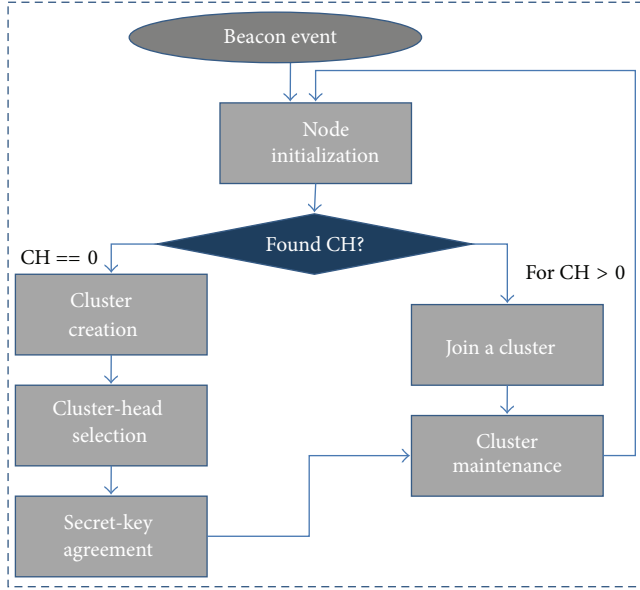 Beacon event
Node
initialization
Found CH?
CH == 0
For CH > 0
Cluster
creation
Join a cluster
Cluster-head
selection
Cluster
maintenance
Secret-key
agreement